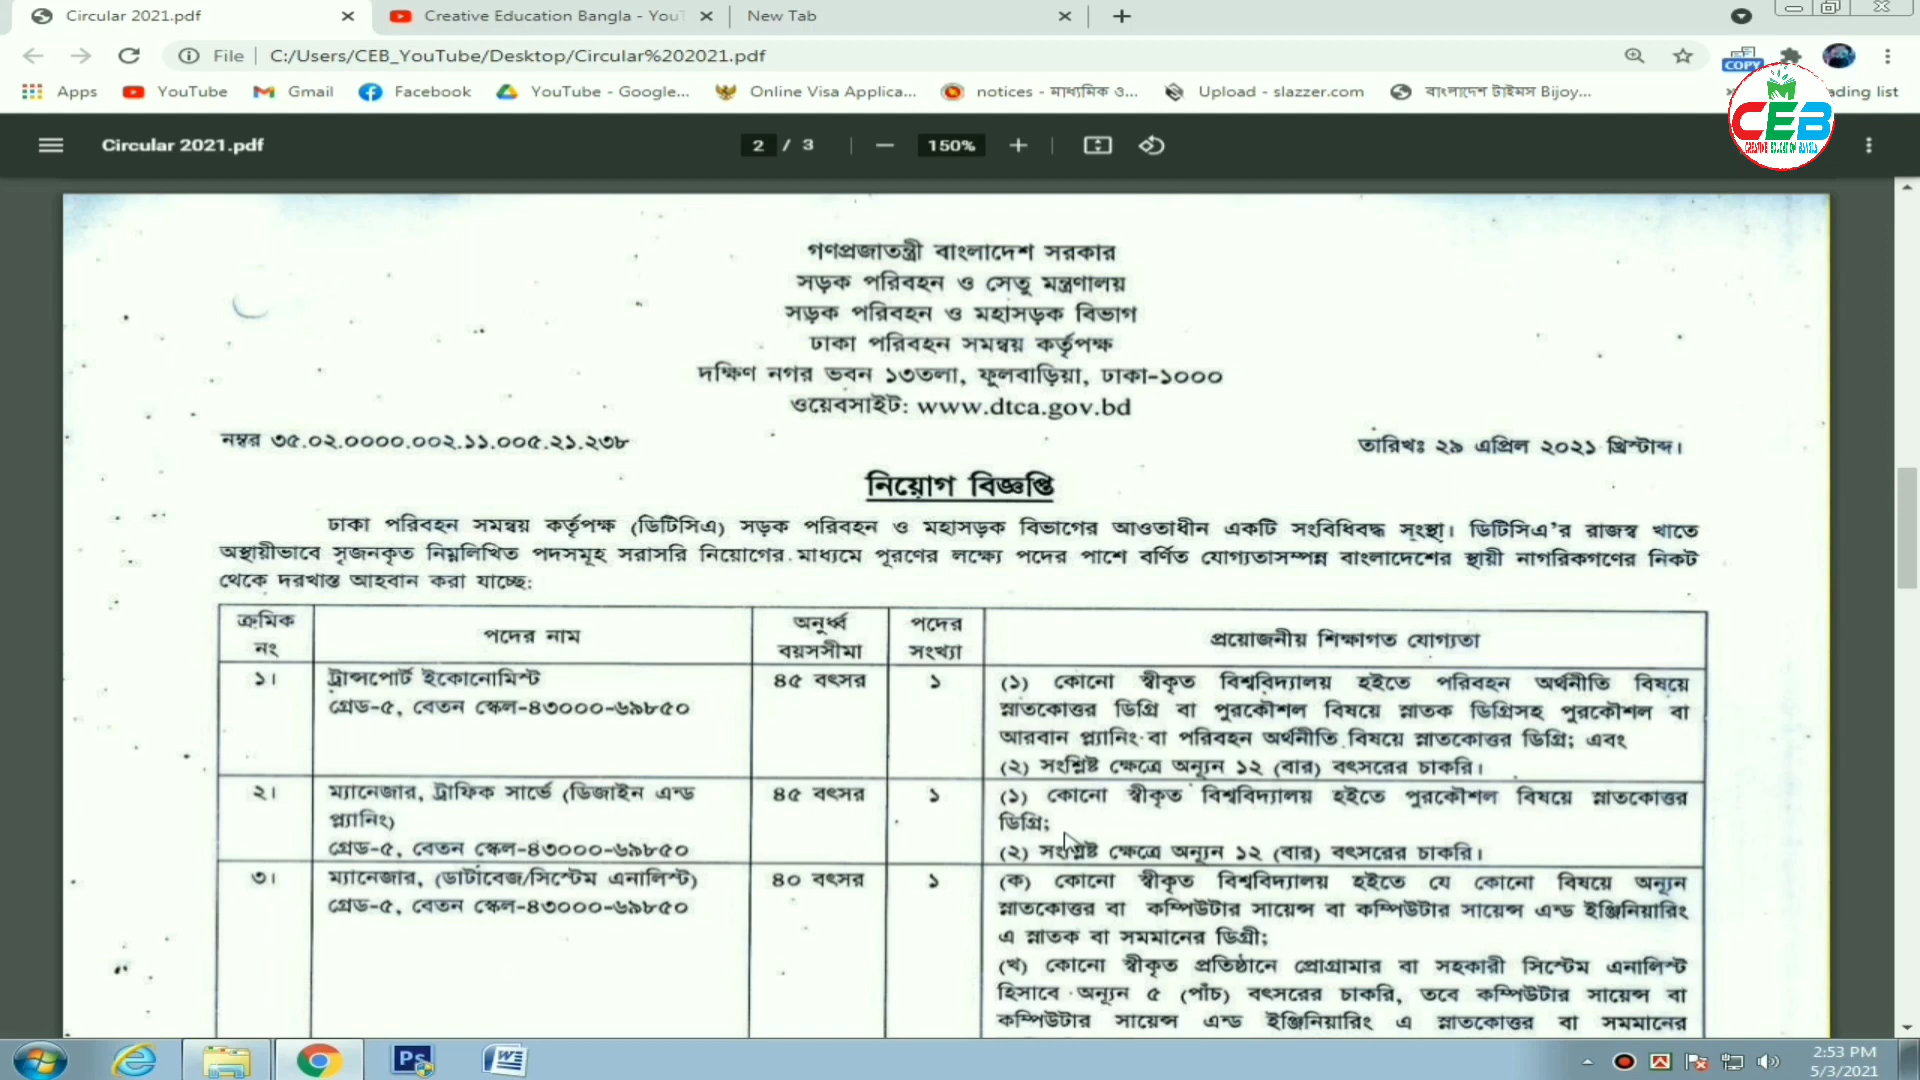 Circular 2021.pdf
Creative Education Bangla - YouT
New Tab
File
C:/Users/CEB_YouTube/Desktop/Circular%202021.pdf
COPY
Apps
YouTube
Gmail
Facebook
YouTube - Google...
Online Visa Applica...
notices - মাধ্যমিক ও...
Upload - slazzer.com
বাংলাদেশ টাইমস Bijoy...
ading list
CEB
CREATIVE EDUCATION BANGLA
Circular 2021.pdf
2 / 3
150%
গণপ্রজাতন্ত্রী বাংলাদেশ সরকার
সড়ক পরিবহন ও সেতু মন্ত্রণালয়
সড়ক পরিবহন ও মহাসড়ক বিভাগ
ঢাকা পরিবহন সমন্বয় কর্তৃপক্ষ
দক্ষিণ নগর ভবন ১৩তলা, ফুলবাড়িয়া, ঢাকা-১০০০
ওয়েবসাইট: www.dtca.gov.bd
নম্বর ৩৫.০২.০০০০.০০২.১১.০০৫.২১.২৩৮
তারিখঃ ২৯ এপ্রিল ২০২১ খ্রিস্টাব্দ।
নিয়োগ বিজ্ঞপ্তি
ঢাকা পরিবহন সমন্বয় কর্তৃপক্ষ (ডিটিসিএ) সড়ক পরিবহন ও মহাসড়ক বিভাগের আওতাধীন একটি সংবিধিবদ্ধ সংস্থা। ডিটিসিএ'র রাজস্ব খাতে
অস্থায়ীভাবে সৃজনকৃত নিম্নলিখিত পদসমূহ সরাসরি নিয়োগের মাধ্যমে পূরণের লক্ষ্যে পদের পাশে বর্ণিত যোগ্যতাসম্পন্ন বাংলাদেশের স্থায়ী নাগরিকগণের নিকট
থেকে দরখাস্ত আহবান করা যাচ্ছে:
ক্রমিক নং
পদের নাম
অনুর্ধ্ব বয়সসীমা
পদের সংখ্যা
প্রয়োজনীয় শিক্ষাগত যোগ্যতা
১।
ট্রান্সপোর্ট ইকোনোমিস্ট
গ্রেড-৫, বেতন স্কেল-৪৩০০০-৬৯৮৫০
৪৫ বৎসর
১
(১) কোনো স্বীকৃত বিশ্ববিদ্যালয় হইতে পরিবহন অর্থনীতি বিষয়ে
স্নাতকোত্তর ডিগ্রি বা পুরকৌশল বিষয়ে স্নাতক ডিগ্রিসহ পুরকৌশল বা
আরবান প্ল্যানিং বা পরিবহন অর্থনীতি বিষয়ে স্নাতকোত্তর ডিগ্রি; এবং
(২) সংশ্লিষ্ট ক্ষেত্রে অন্যুন ১২ (বার) বৎসরের চাকরি।
২।
ম্যানেজার, ট্রাফিক সার্ভে (ডিজাইন এন্ড
প্ল্যানিং)
গ্রেড-৫, বেতন স্কেল-৪৩০০০-৬৯৮৫০
৪৫ বৎসর
১
(১) কোনো স্বীকৃত বিশ্ববিদ্যালয় হইতে পুরকৌশল বিষয়ে স্নাতকোত্তর
ডিগ্রি;
(২) সংশ্লিষ্ট ক্ষেত্রে অন্যুন ১২ (বার) বৎসরের চাকরি।
৩।
ম্যানেজার, (ডাটাবেজ/সিস্টেম এনালিস্ট)
গ্রেড-৫, বেতন স্কেল-৪৩০০০-৬৯৮৫০
৪০ বৎসর
১
(ক) কোনো স্বীকৃত বিশ্ববিদ্যালয় হইতে যে কোনো বিষয়ে অন্যুন
স্নাতকোত্তর বা কম্পিউটার সায়েন্স বা কম্পিউটার সায়েন্স এন্ড ইঞ্জিনিয়ারিং
এ স্নাতক বা সমমানের ডিগ্রী;
(খ) কোনো স্বীকৃত প্রতিষ্ঠানে প্রোগ্রামার বা সহকারী সিস্টেম এনালিস্ট
হিসাবে অন্যুন ৫ (পাঁচ) বৎসরের চাকরি, তবে কম্পিউটার সায়েন্স বা
কম্পিউটার সায়েন্স এন্ড ইঞ্জিনিয়ারিং এ স্নাতকোত্তর বা সমমানের
Ps
2:53 PM
5/3/2021